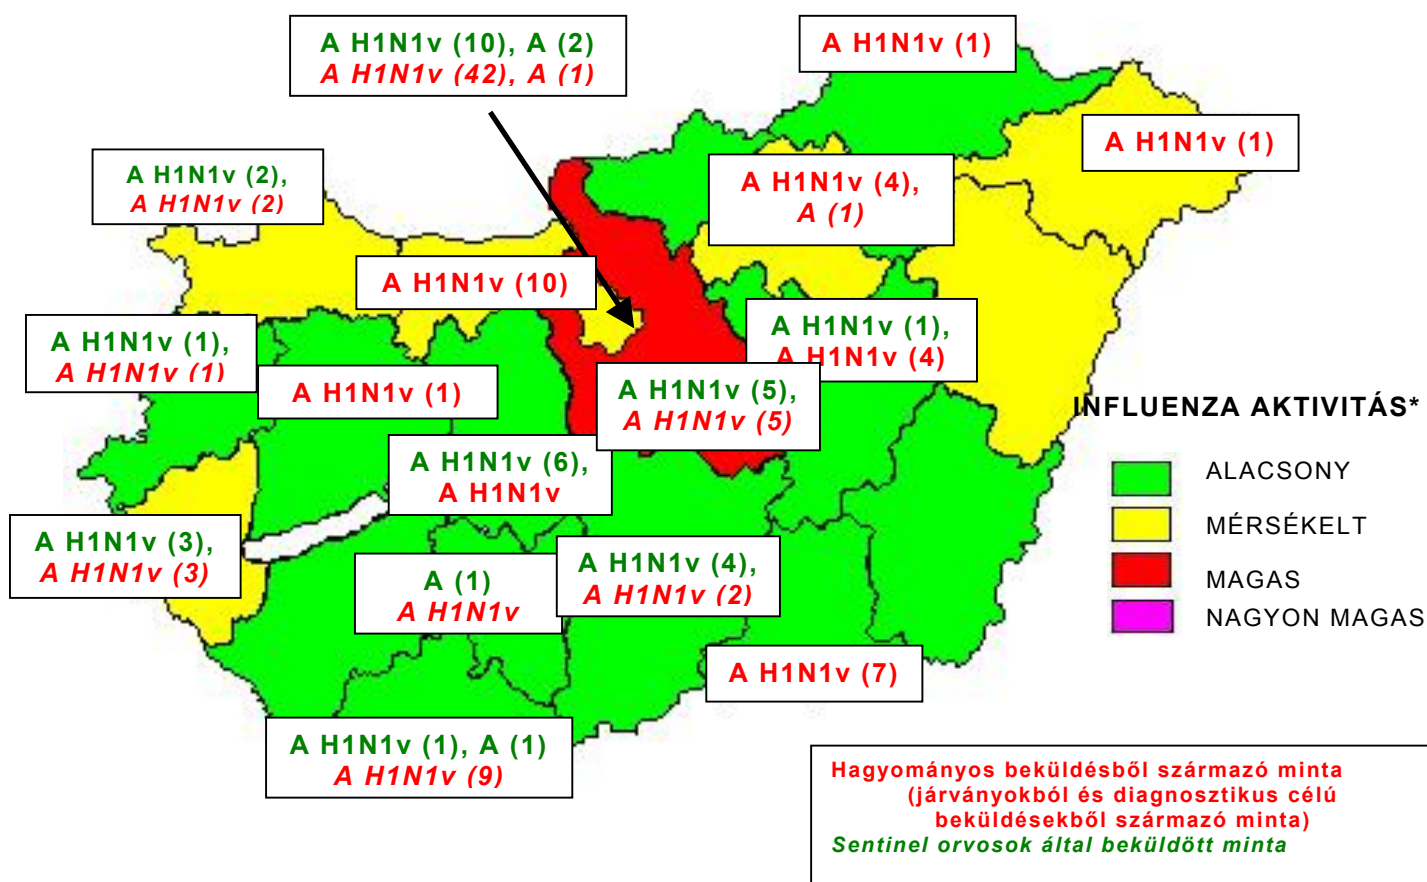 A H1N1v (10), A (2)
A H1N1v (42), A (1)
A H1N1v (1)
A H1N1v (1)
A H1N1v (2),
A H1N1v (2)
A H1N1v (4),
A (1)
A H1N1v (10)
A H1N1v (1),
A H1N1v (4)
A H1N1v (1),
A H1N1v (1)
A H1N1v (1)
A H1N1v (5),
A H1N1v (5)
A H1N1v (6),
A H1N1v
A H1N1v (3),
A H1N1v (3)
A (1)
A H1N1v
A H1N1v (4),
A H1N1v (2)
A H1N1v (7)
A H1N1v (1), A (1)
A H1N1v (9)
INFLUENZA AKTIVITÁS*
ALACSONY
MÉRSÉKELT
MAGAS
NAGYON MAGAS
Hagyományos beküldésből származó minta
(járványokból és diagnosztikus célú
beküldésekből származó minta)
Sentinel orvosok által beküldött minta